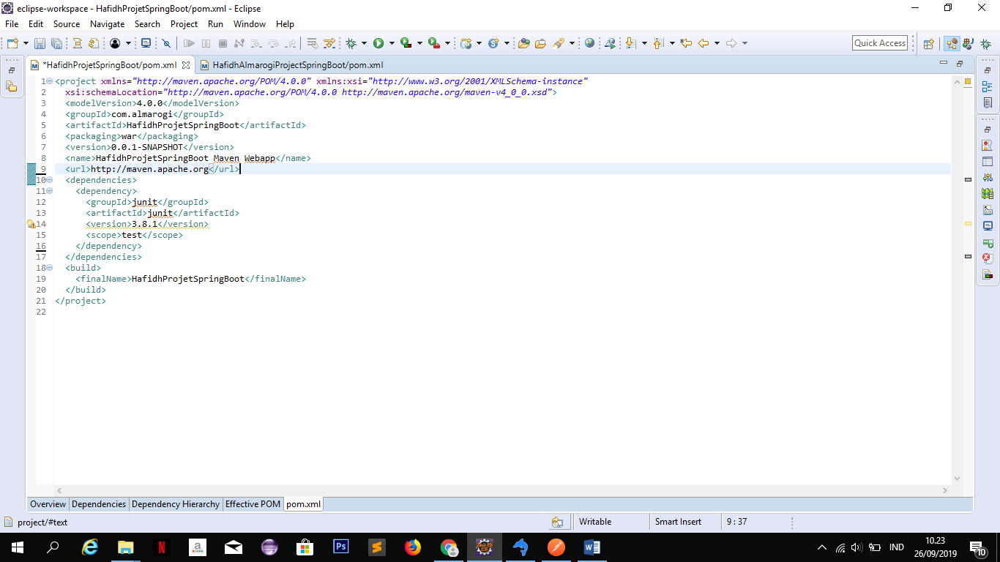 eclipse-workspace - HafidhProjetSpringBoot/pom.xml - Eclipse
File Edit Source Navigate Search Project Run Window Help
Quick Access
*HafidhProjetSpringBoot/pom.xml HafidhAlmarogiProjectSpringBoot/pom.xml
1 <project xmlns="http://maven.apache.org/POM/4.0.0" xmlns:xsi="http://www.w3.org/2001/XMLSchema-instance"
2 xsi:schemaLocation="http://maven.apache.org/POM/4.0.0 http://maven.apache.org/maven-v4_0_0.xsd">
3 <modelVersion>4.0.0</modelVersion>
4 <groupId>com.almarogi</groupId>
5 <artifactId>HafidhProjetSpringBoot</artifactId>
6 <packaging>war</packaging>
7 <version>0.0.1-SNAPSHOT</version>
8 <name>HafidhProjetSpringBoot Maven Webapp</name>
9 <url>http://maven.apache.org</url>
10 <dependencies>
11 <dependency>
12 <groupId>junit</groupId>
13 <artifactId>junit</artifactId>
14 <version>3.8.1</version>
15 <scope>test</scope>
16 </dependency>
17 </dependencies>
18 <build>
19 <finalName>HafidhProjetSpringBoot</finalName>
20 </build>
21 </project>
22
Overview Dependencies Dependency Hierarchy Effective POM pom.xml
project/#text Writable Smart Insert 9 : 37
IND 10.23
26/09/2019 10